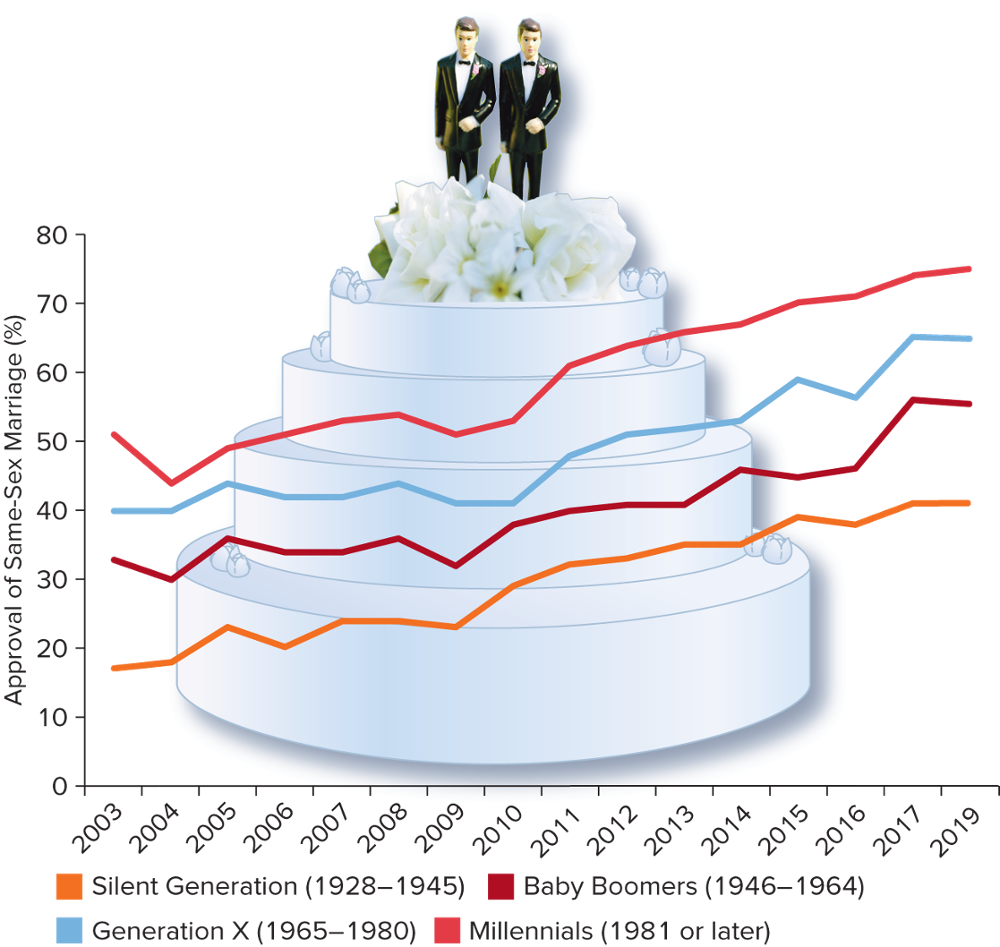 80
70
60
50
40
30
20
10
0
Approval of Same-Sex Marriage (%)
2003 2004 2005 2006 2007 2008 2009 2010 2011 2012 2013 2014 2015 2016 2017 2019
Silent Generation (1928–1945) Baby Boomers (1946–1964)
Generation X (1965–1980) Millennials (1981 or later)